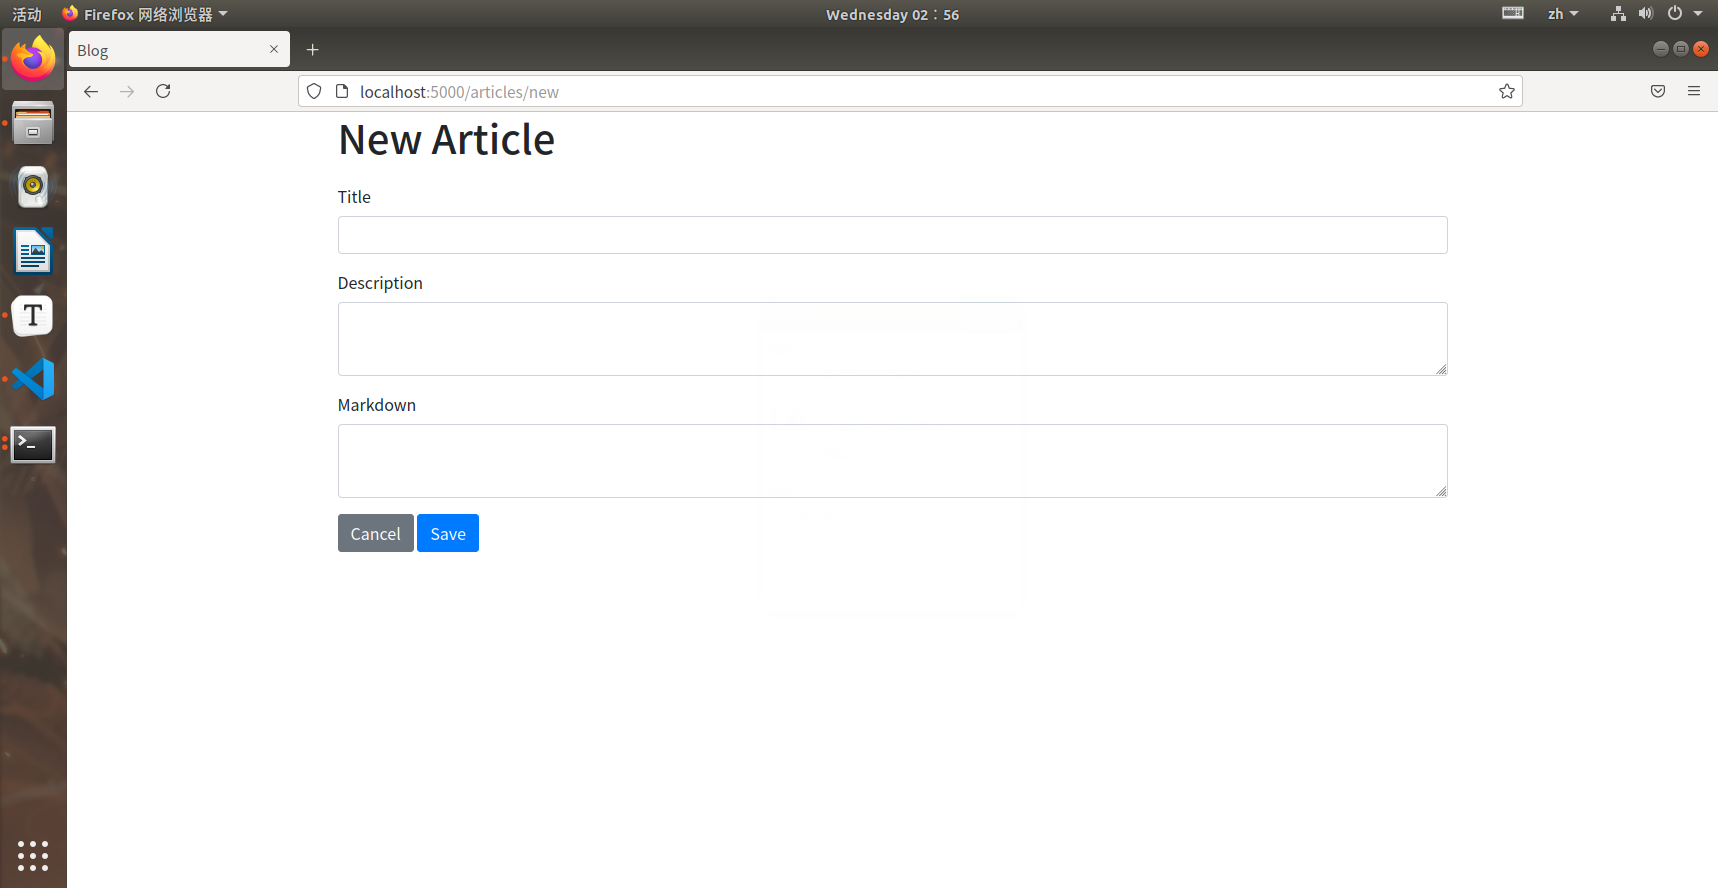 活动
Firefox 网络浏览器
Wednesday 02：56
zh
Blog
localhost:5000/articles/new
New Article
Title
Description
Markdown
Cancel Save